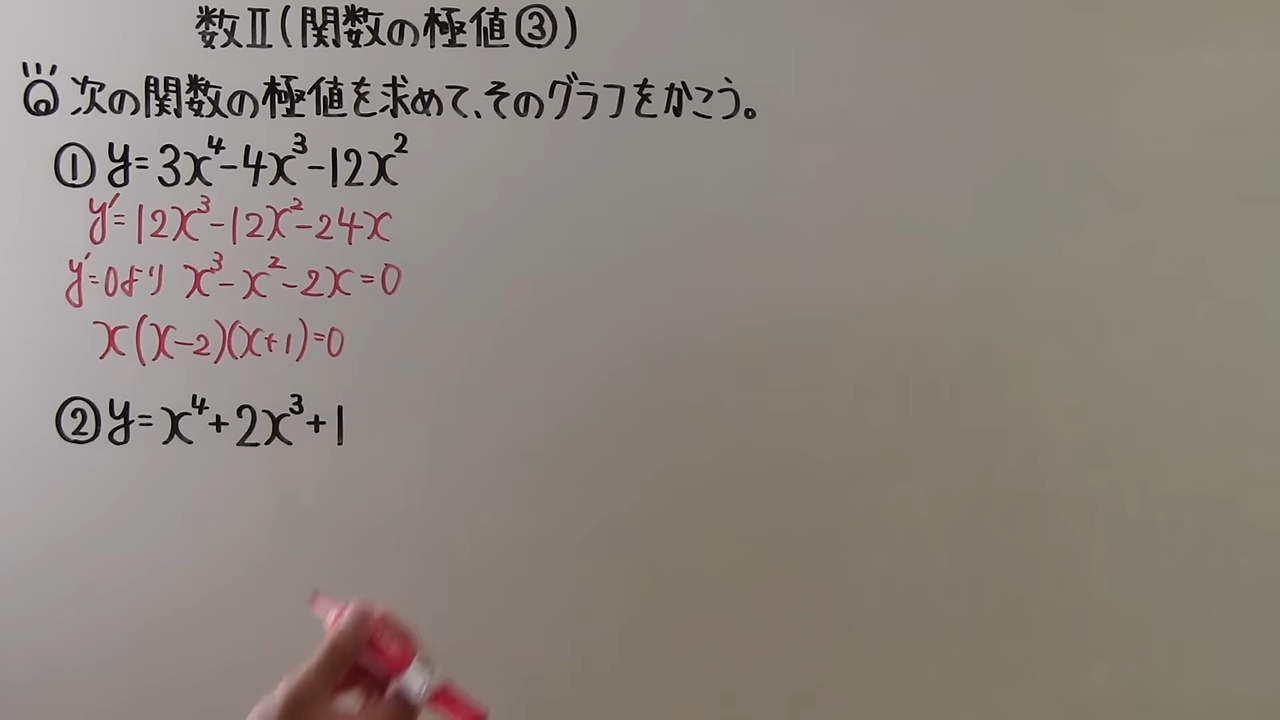 数Ⅱ(関数の極値③)
次の関数の極値を求めて、そのグラフをかこう。
① y=3x⁴-4x³-12x²
y'=12x³-12x²-24x
y'=0より x³-x²-2x=0
x(x-2)(x+1)=0
② y=x⁴+2x³+1